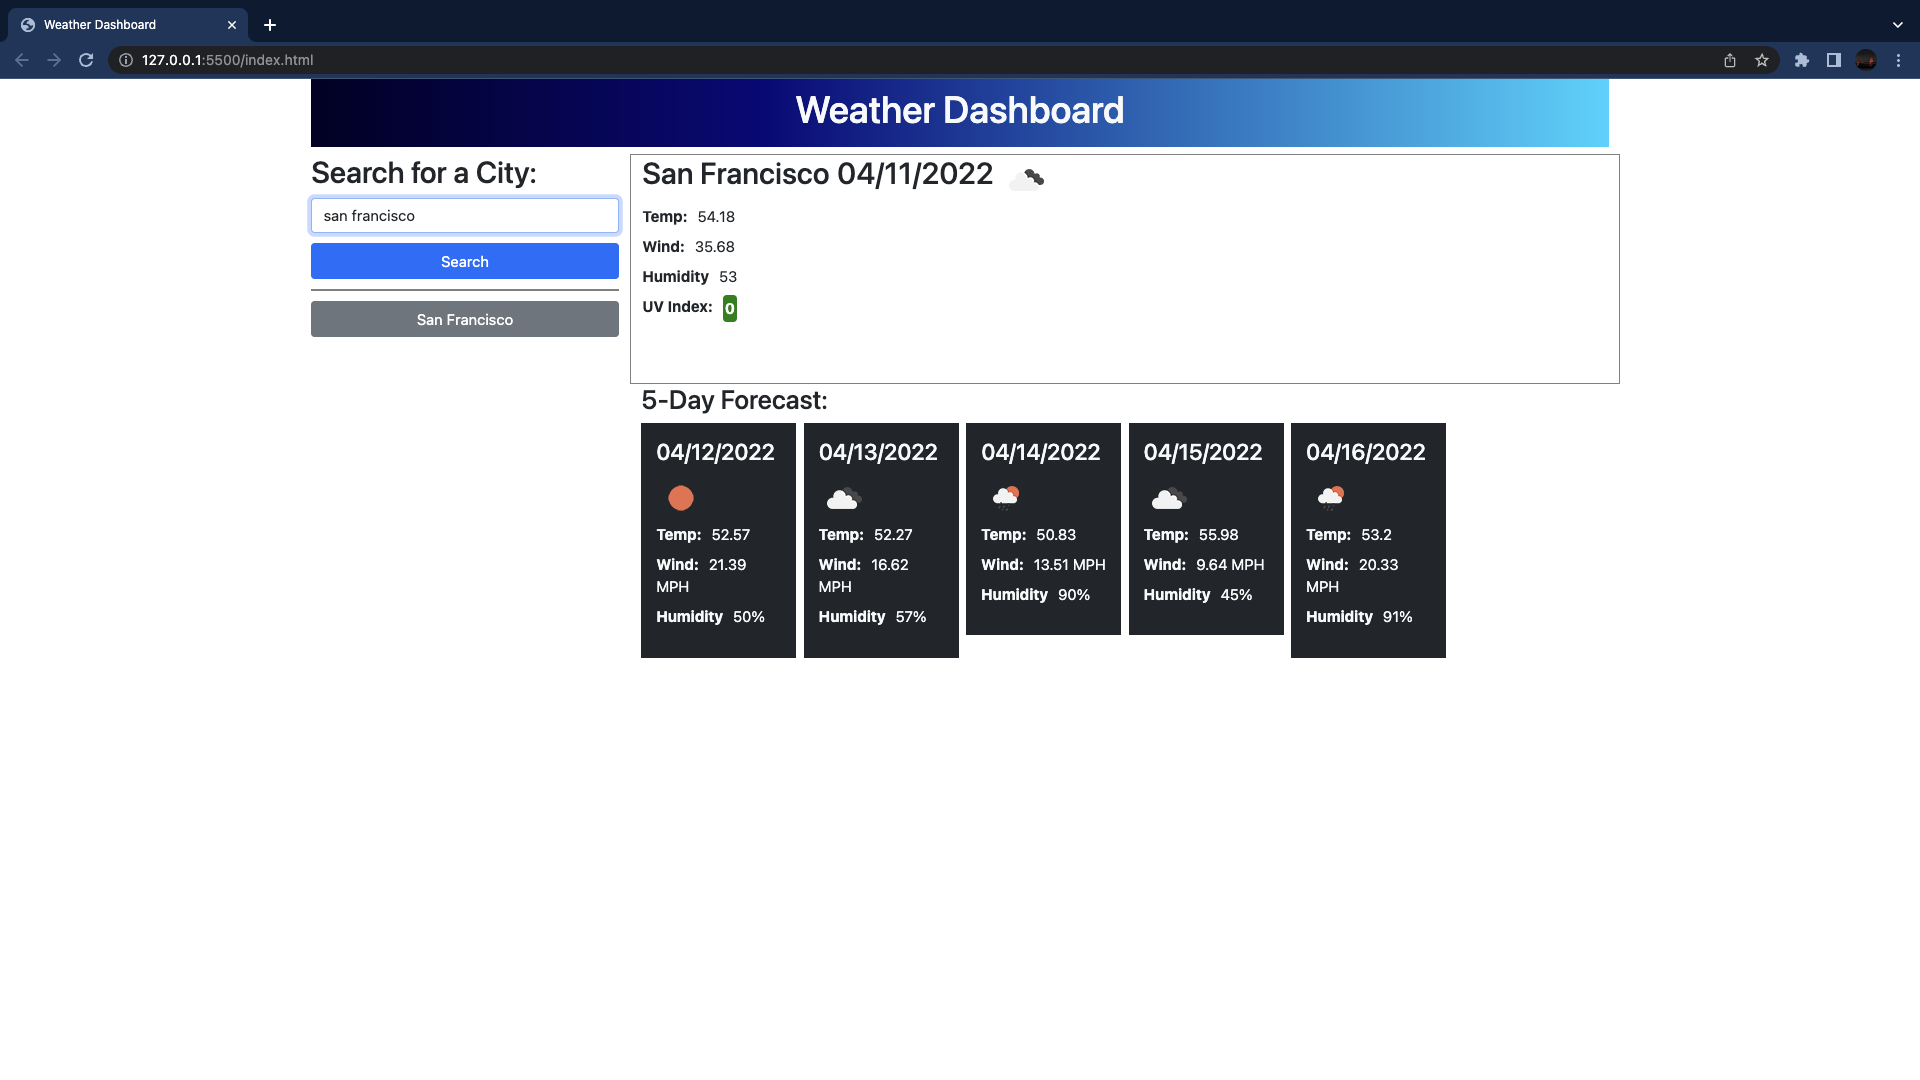 Weather Dashboard
127.0.0.1:5500/index.html
Weather Dashboard
Search for a City:
san francisco
Search
San Francisco
San Francisco 04/11/2022
Temp: 54.18
Wind: 35.68
Humidity 53
UV Index: 0
5-Day Forecast:
04/12/2022
Temp: 52.57
Wind: 21.39
MPH
Humidity 50%
04/13/2022
Temp: 52.27
Wind: 16.62
MPH
Humidity 57%
04/14/2022
Temp: 50.83
Wind: 13.51 MPH
Humidity 90%
04/15/2022
Temp: 55.98
Wind: 9.64 MPH
Humidity 45%
04/16/2022
Temp: 53.2
Wind: 20.33
MPH
Humidity 91%